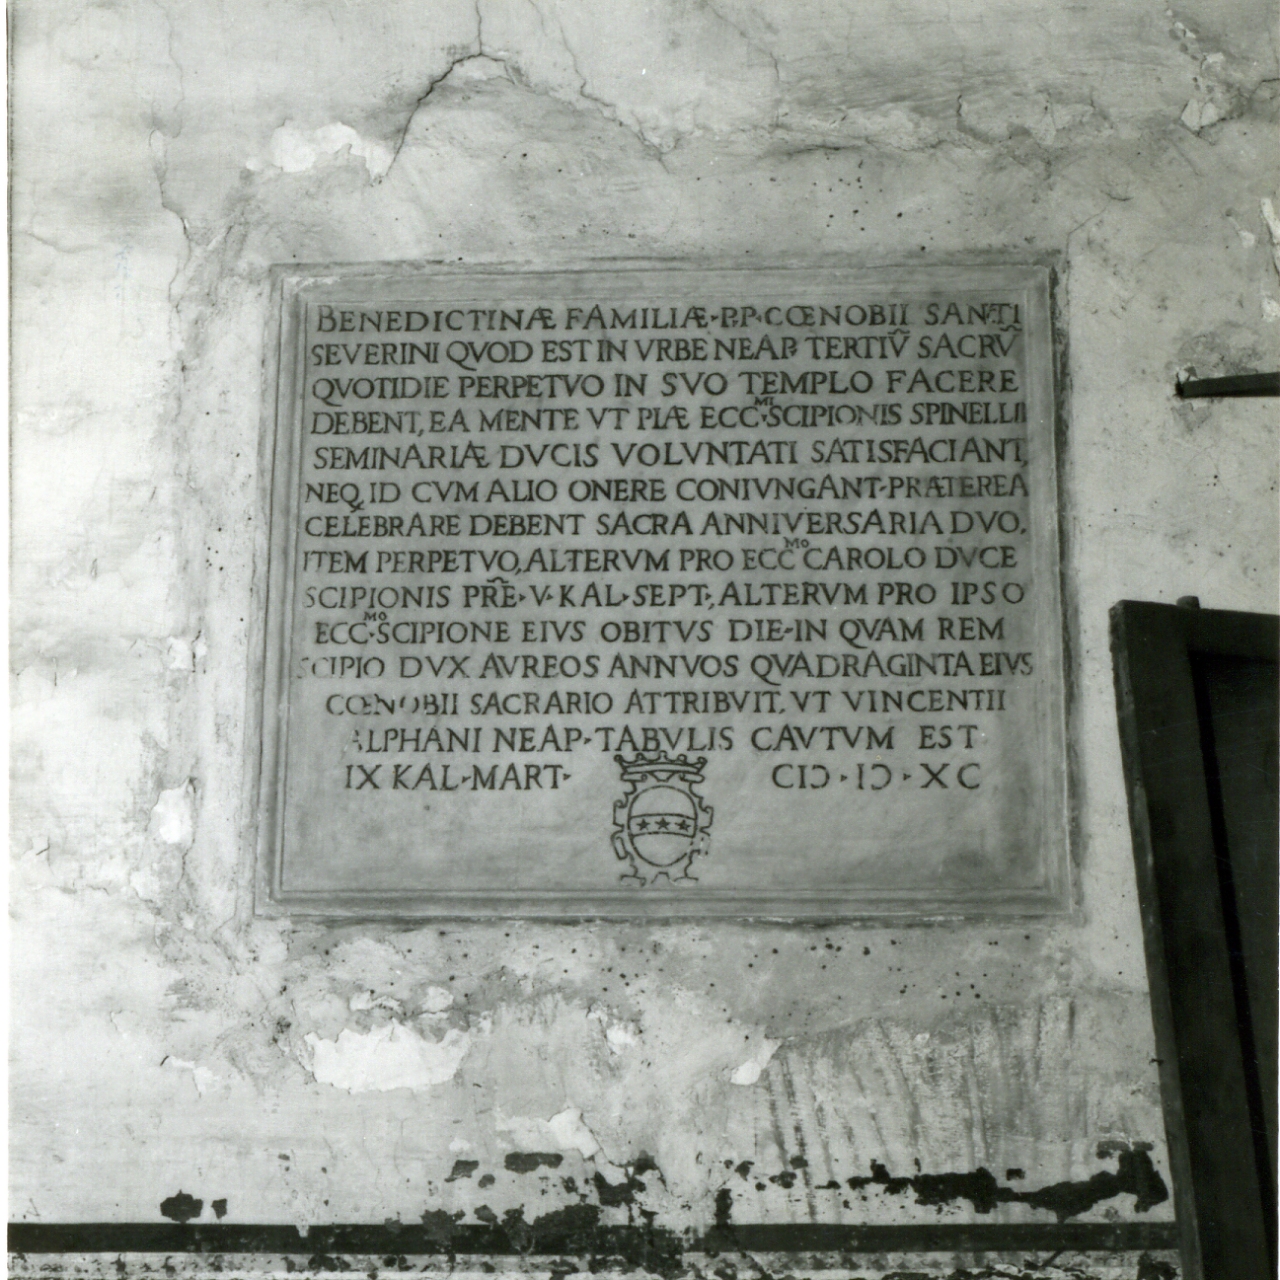 BENEDICTINÆ FAMILIÆ·P.P.CŒNOBII SANTI
SEVERINI QVOD EST IN VRBE NEAP. TERTIV̂ SACRV̂
QVOTIDIE PERPETVO IN SVO TEMPLO FACERE
DEBENT, EA MENTE VT PIÆ ECC.MI SCIPIONIS SPINELLII
SEMINARIÆ DVCIS VOLVNTATI SATISFACIANT,
NEQ. ID CVM ALIO ONERE CONIVNGANT·PRÆTEREA
CELEBRARE DEBENT SACRA ANNIVERSARIA DVO,
ITEM PERPETVO, ALTERVM PRO ECC.MO CAROLO DVCE
SCIPIONIS PR̃E·V·KAL·SEPT·, ALTERVM PRO IPSO
ECC.MO SCIPIONE EIVS OBITVS DIE·IN QVAM REM
SCIPIO DVX AVREOS ANNVOS QVADRAGINTA EIVS
CŒNOBII SACRARIO ATTRIBVIT, VT VINCENTII
ALPHANI NEAP·TABVLIS CAVTVM EST
IX KAL·MART· CIↃ·IↃ·XC